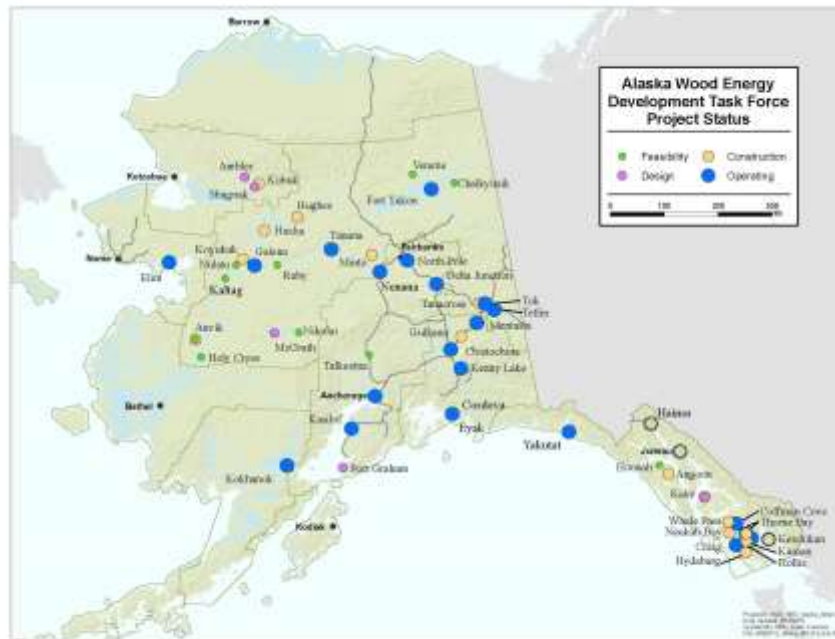 Alaska Wood Energy
Development Task Force
Project Status
Feasibility
Construction
Design
Operating
Barrow
Kotzebue
Ambler
Kobuk
Shugnak
Hughes
Huslia
Venetie
Chalkyitsik
Fort Yukon
Nome
Elim
Koyukuk
Nulato
Galena
Ruby
Kaltag
Tanana
Minto
Fairbanks
North Pole
Nenana
Delta Junction
Tanacross
Tok
Tetlin
Mentasta
Gulkana
Chistochina
Kenny Lake
Anvik
Holy Cross
McGrath
Nikolai
Talkeetna
Bethel
Anchorage
Kasilof
Cordova
Eyak
Yakutat
Kokhanok
Port Graham
Kodiak
Haines
Juneau
Hoonah
Angoon
Kake
Coffman Cove
Whale Pass
Thorne Bay
Naukati Bay
Ketchikan
Craig
Kasaan
Hollis
Hydaburg